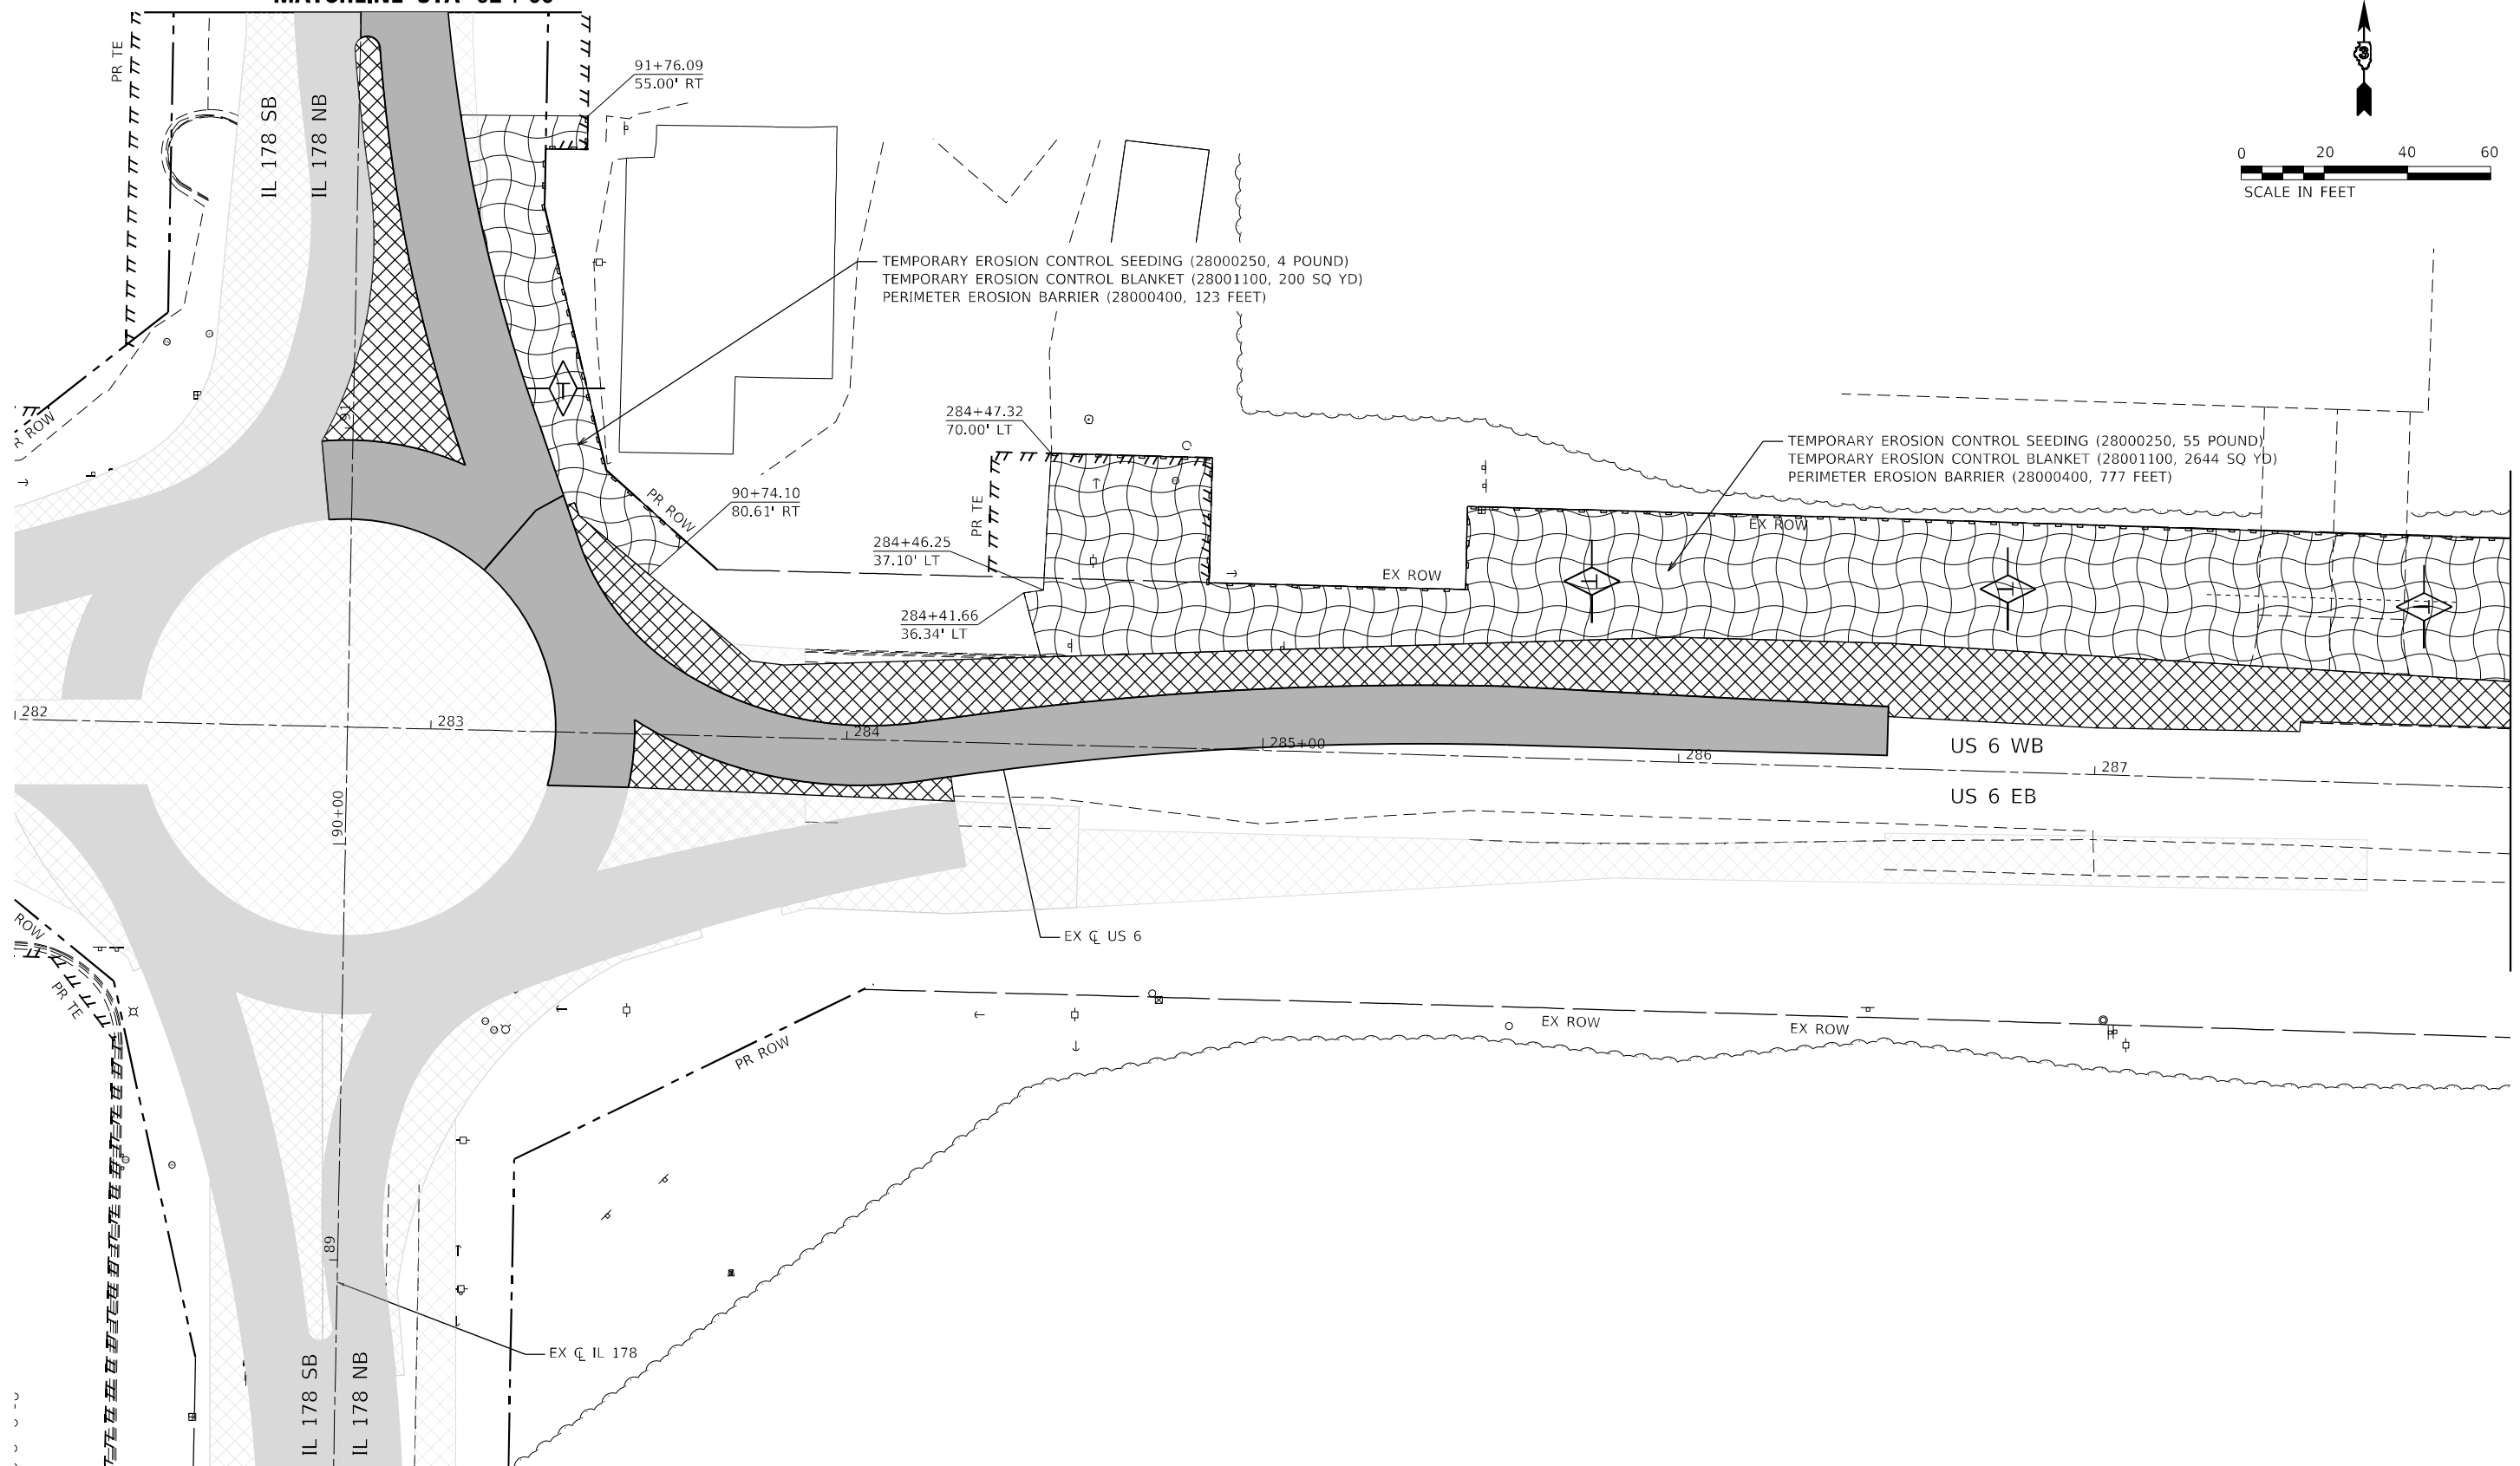 PR TE
IL 178 SB
IL 178 NB
91+76.09
55.00' RT
0 20 40 60
SCALE IN FEET
TEMPORARY EROSION CONTROL SEEDING (28000250, 4 POUND)
TEMPORARY EROSION CONTROL BLANKET (28001100, 200 SQ YD)
PERIMETER EROSION BARRIER (28000400, 123 FEET)
T
91
ROW
284+47.32
70.00' LT
TEMPORARY EROSION CONTROL SEEDING (28000250, 55 POUND)
TEMPORARY EROSION CONTROL BLANKET (28001100, 2644 SQ YD)
PERIMETER EROSION BARRIER (28000400, 777 FEET)
PR ROW
90+74.10
80.61' RT
PR TE
EX ROW
284+46.25
37.10' LT
EX ROW
T
T
T
284+41.66
36.34' LT
282
283
284
285+00
286
287
US 6 WB
US 6 EB
90+00
EX ℄ US 6
ROW
PR TE
PR ROW
EX ROW
EX ROW
89
EX ℄ IL 178
IL 178 SB
IL 178 NB